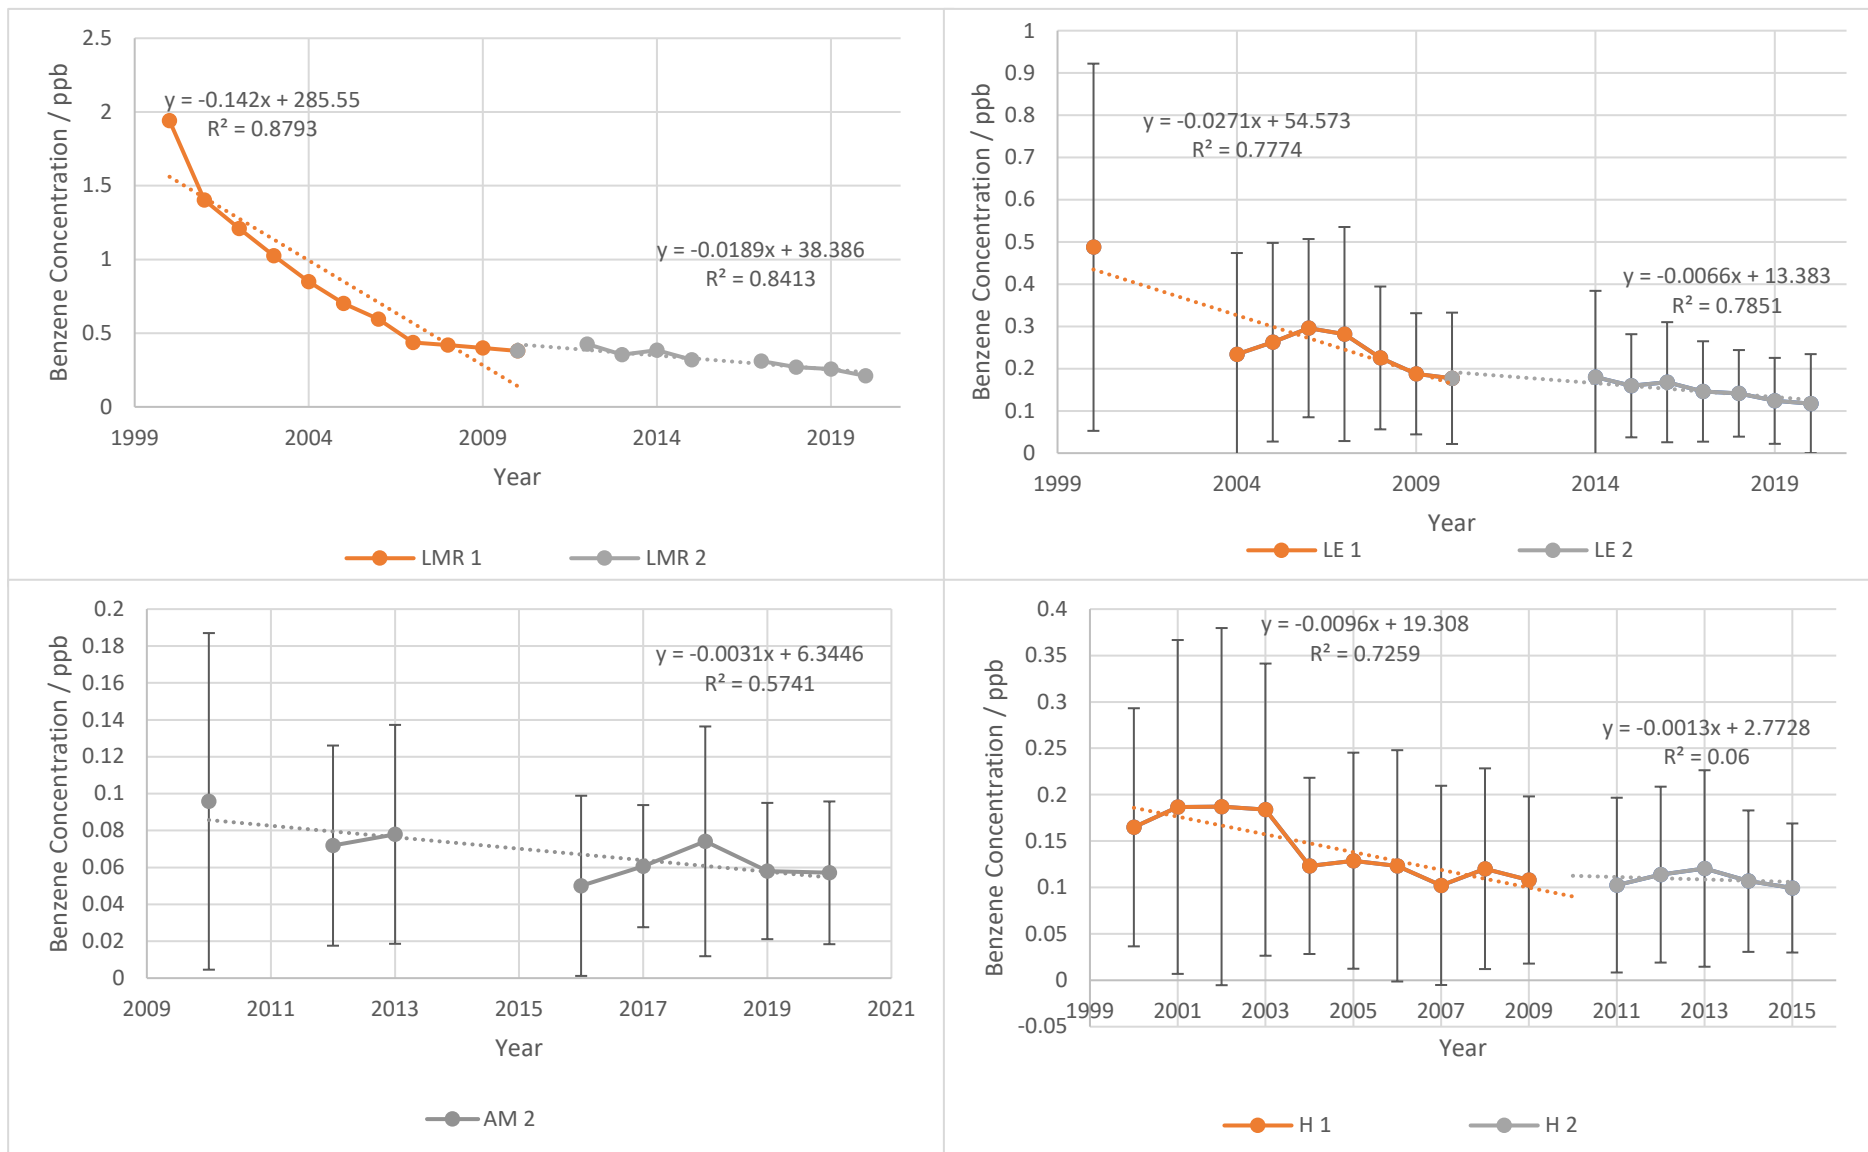 2.5
2
1.5
1
0.5
0
1999
2004
2009
2014
2019
Benzene Concentration / ppb
Year
y = -0.142x + 285.55
R² = 0.8793
y = -0.0189x + 38.386
R² = 0.8413
LMR 1
LMR 2
1
0.9
0.8
0.7
0.6
0.5
0.4
0.3
0.2
0.1
0
1999
2004
2009
2014
2019
Benzene Concentration / ppb
Year
y = -0.0271x + 54.573
R² = 0.7774
y = -0.0066x + 13.383
R² = 0.7851
LE 1
LE 2
0.2
0.18
0.16
0.14
0.12
0.1
0.08
0.06
0.04
0.02
0
2009
2011
2013
2015
2017
2019
2021
Benzene Concentration / ppb
Year
y = -0.0031x + 6.3446
R² = 0.5741
AM 2
0.4
0.35
0.3
0.25
0.2
0.15
0.1
0.05
0
-0.05
1999
2001
2003
2005
2007
2009
2011
2013
2015
Benzene Concentration / ppb
Year
y = -0.0096x + 19.308
R² = 0.7259
y = -0.0013x + 2.7728
R² = 0.06
H 1
H 2